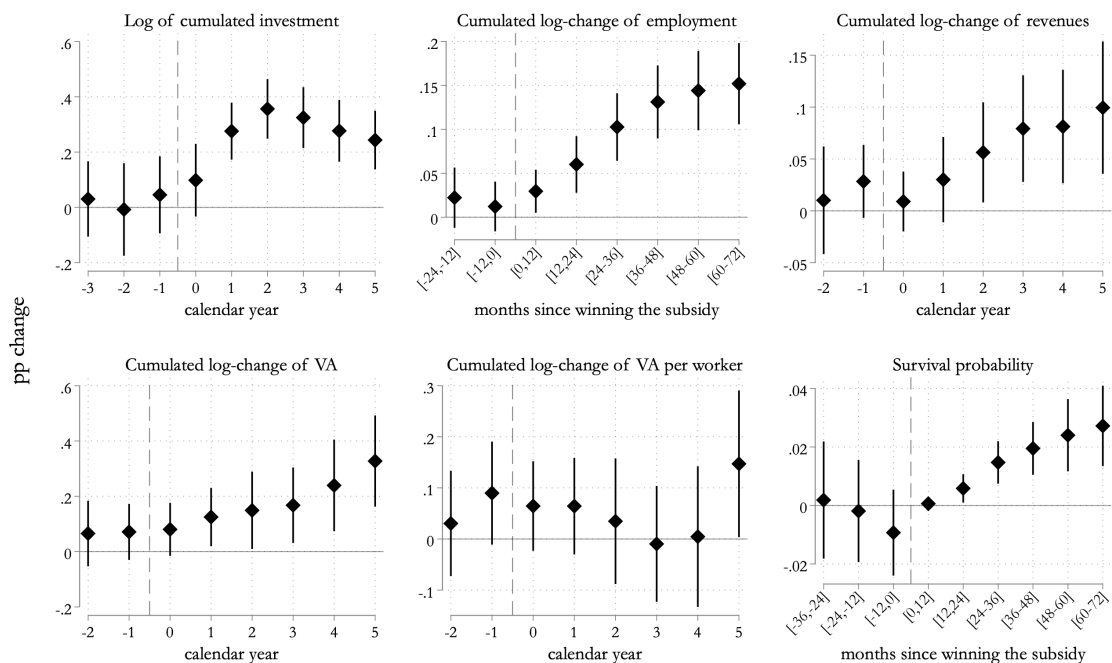 Log of cumulated investment
.6
.4
.2
0
-.2
-3 -2 -1 0 1 2 3 4 5
calendar year
Cumulated log-change of employment
.2
.15
.1
.05
0
[-24,-12] [-12,0] [0,12] [12,24] [24-36] [36-48] [48-60] [60-72]
months since winning the subsidy
Cumulated log-change of revenues
.15
.1
.05
0
-.05
-2 -1 0 1 2 3 4 5
calendar year
pp change
Cumulated log-change of VA
.6
.4
.2
0
-.2
-2 -1 0 1 2 3 4 5
calendar year
Cumulated log-change of VA per worker
.3
.2
.1
0
-.1
-2 -1 0 1 2 3 4 5
calendar year
Survival probability
.04
.02
0
-.02
[-36,-24] [-24,-12] [-12,0] [0,12] [12,24] [24-36] [36-48] [48-60] [60-72]
months since winning the subsidy